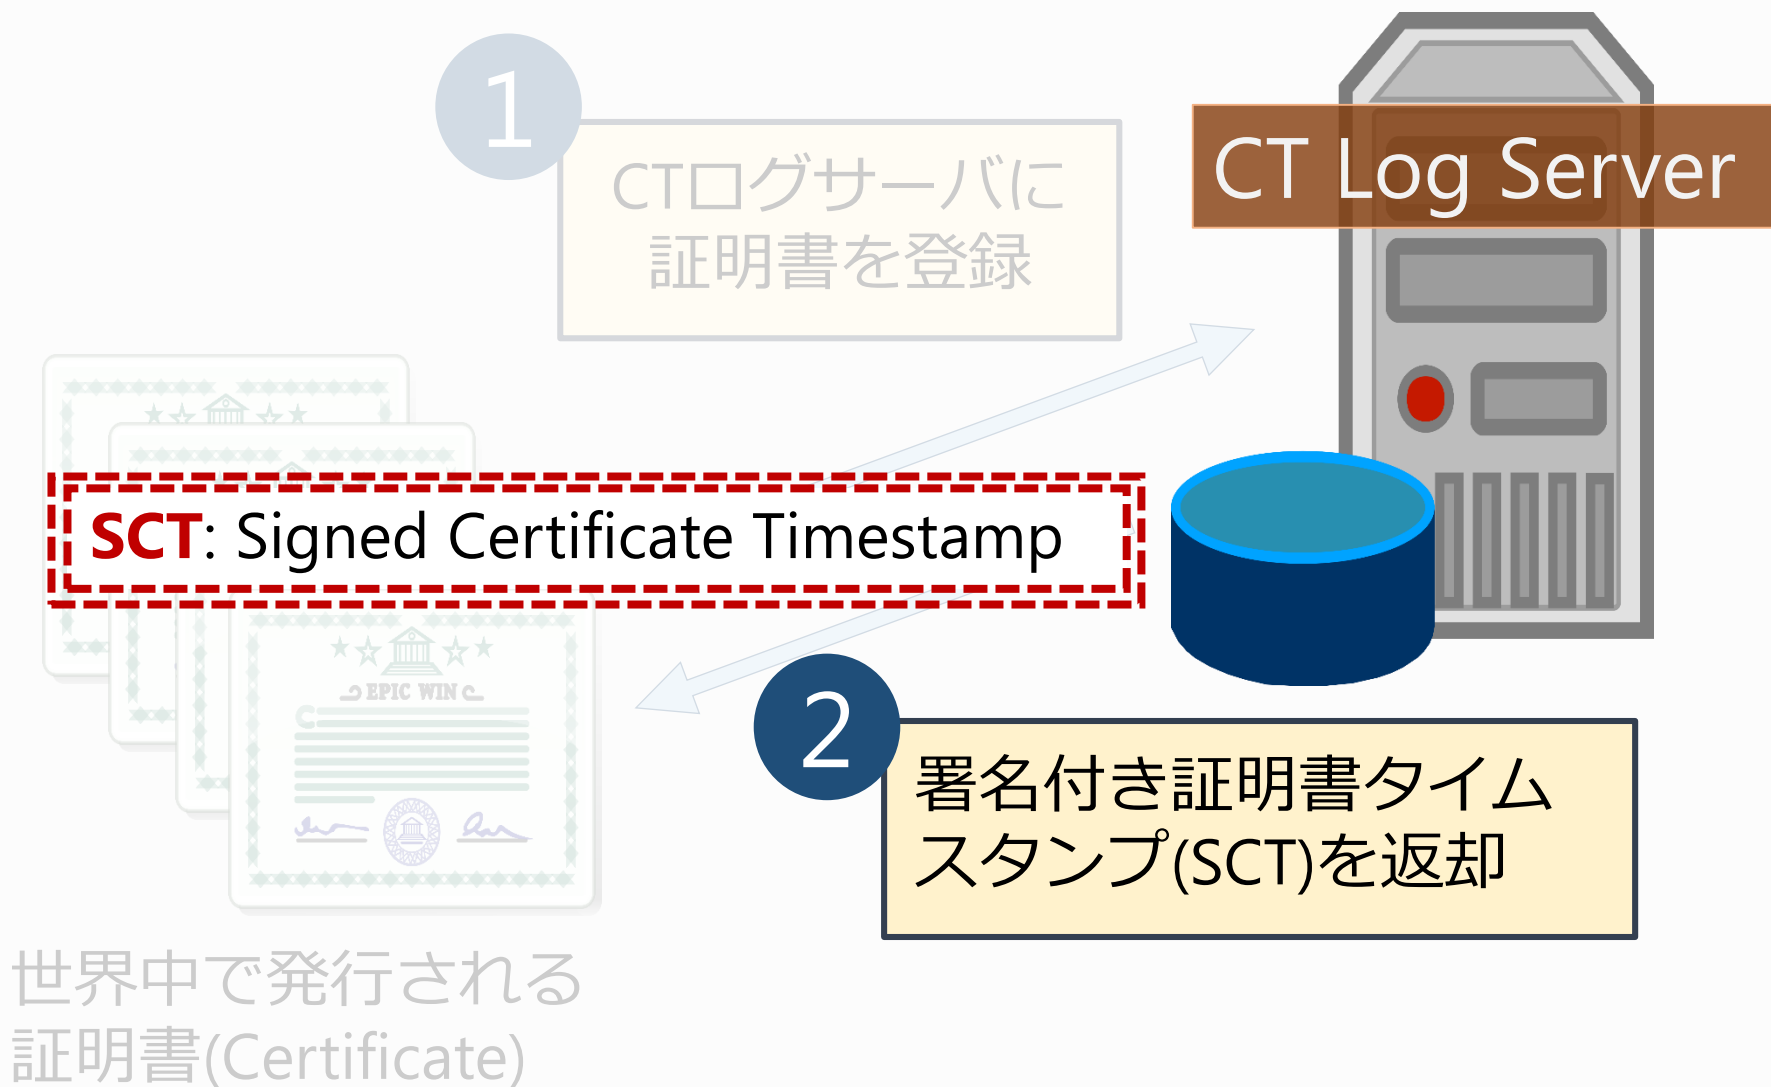 1
CTログサーバに
証明書を登録
CT Log Server
SCT: Signed Certificate Timestamp
EPIC WIN
2
署名付き証明書タイム
スタンプ(SCT)を返却
世界中で発行される
証明書(Certificate)